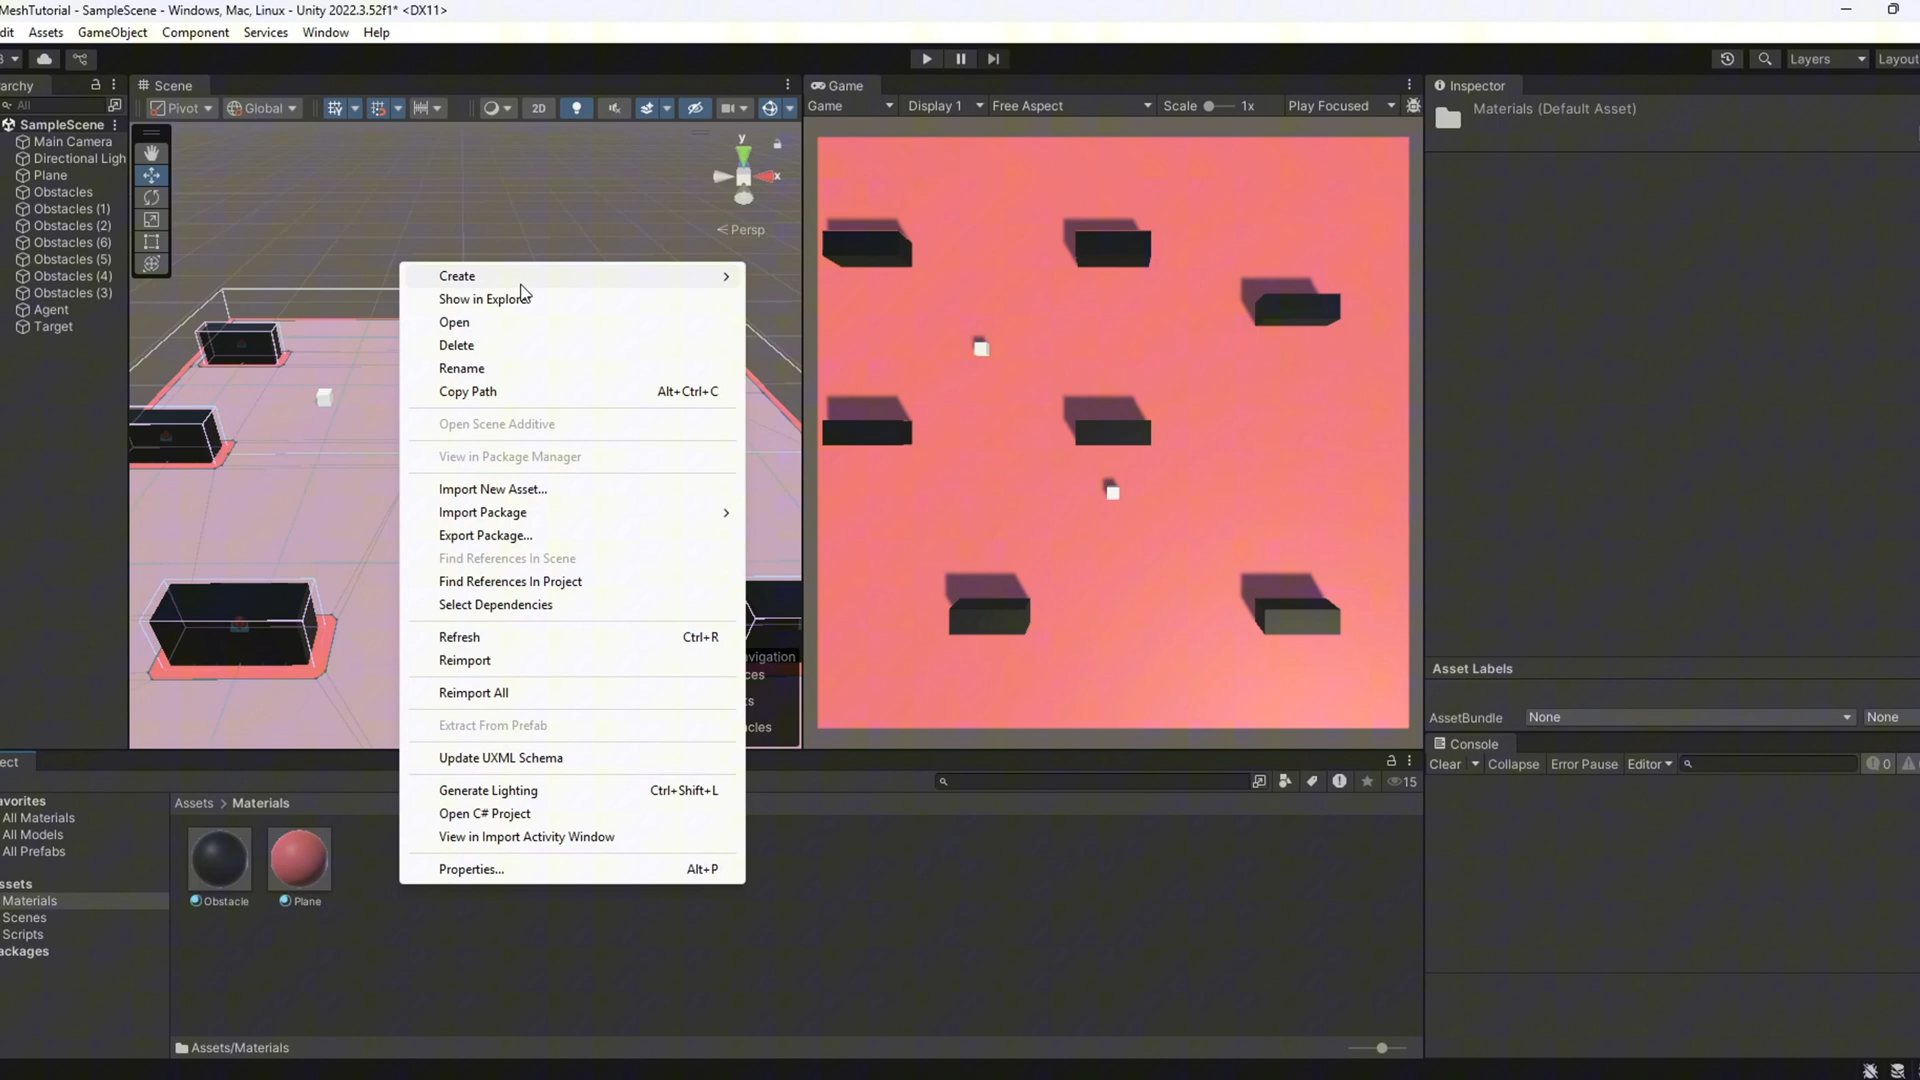 MeshTutorial - SampleScene - Windows, Mac, Linux - Unity 2022.3.52f1* <DX11>
dit Assets GameObject Component Services Window Help
Layers Layout
rarchy
Scene
Game
Inspector
All
Pivot Global 2D
Game Display 1 Free Aspect Scale 1x Play Focused
Materials (Default Asset)
SampleScene
Main Camera
Directional Ligh
Plane
Obstacles
Obstacles (1)
Obstacles (2)
Obstacles (6)
Obstacles (5)
Obstacles (4)
Obstacles (3)
Agent
Target
y
x
Persp
Create
Show in Explorer
Open
Delete
Rename
Copy Path Alt+Ctrl+C
Open Scene Additive
View in Package Manager
Import New Asset...
Import Package
Export Package...
Find References In Scene
Find References In Project
Select Dependencies
Refresh Ctrl+R
Reimport
Reimport All
Extract From Prefab
Update UXML Schema
Generate Lighting Ctrl+Shift+L
Open C# Project
View in Import Activity Window
Properties... Alt+P
avigation
ces
ts
cles
Asset Labels
AssetBundle None None
Console
Clear Collapse Error Pause Editor 0
ect
15
avorites
All Materials
All Models
All Prefabs
ssets
Materials
Scenes
Scripts
ackages
Assets > Materials
Obstacle Plane
Assets/Materials